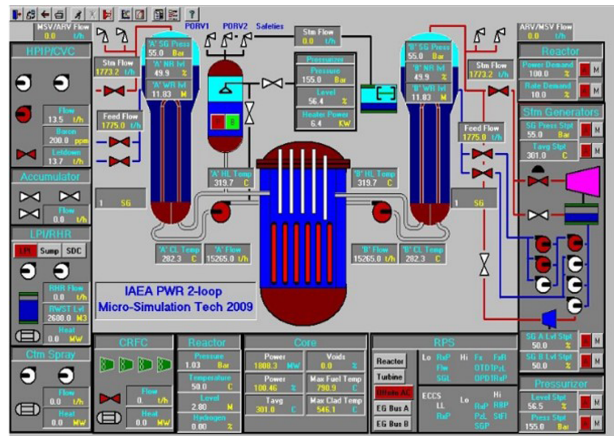 MSV/ARV Flow
0.0 t/h
PORV1 PORV2 Safeties
Stm Flow
0.0 t/h
ARV/MSV Flow
0.0 t/h
HPIP/CVC
'A' SG Press
55.0 Bar
'A' NR lvl
49.9 %
'A' WR lvl
11.83 M
Stm Flow
1773.2 t/h
Feed Flow
1775.0 t/h
Pressurizer
Pressure
155.0 Bar
Level
56.4 %
Heater Power
6.4 KW
'B' SG Press
55.0 Bar
'B' NR lvl
49.9 %
'B' WR lvl
11.83 M
Stm Flow
1773.2 t/h
Feed Flow
1775.0 t/h
Reactor
Power Demand
100.0 %
Rate Demand
10.0 %
A M
Stm Generators
SG Press Stpt
55.0 Bar
Tavg Stpt
301.0 C
A M
Flow
13.5 t/h
Boron
200.0 ppm
Letdown
13.7 t/h
Accumulator
Flow
0.0 t/h
LPI/RHR
LPI Sump SDC
RHR Flow
0.0 t/h
RWST Lvl
2600.0 M3
Heat
0.0 MW
Ctm Spray
Flow
0.0 t/h
Heat
0.0 MW
1 SG
'A' HL Temp
319.7 C
'B' HL Temp
319.7 C
1 SG
'A' CL Temp
282.3 C
'A' Flow
15265.0 t/h
'B' Flow
15265.0 t/h
'B' CL Temp
282.3 C
IAEA PWR 2-loop
Micro-Simulation Tech 2009
SG A Lvl Stpt
50.0 %
SG B Lvl Stpt
50.0 %
A M
Pressurizer
Level Stpt
56.5 %
Press Stpt
155.0 Bar
A M
CRFC
Flow
0.0 t/h
Heat
0.0 MW
Reactor
Pressure
1.03 Bar
Temperature
50.0 C
Level
2.00 M
Hydrogen
0.00 %
Core
Power
1800.3 MW
Voids
0.0 %
Power
100.46 %
Max Fuel Temp
Tavg
301.0 C
Max Clad Temp
546.1 C
RPS
Reactor
Turbine
Offsite AC
EG Bus A
EG Bus B
Lo RxP Hi
Flw
SGL
ECCS Lo Hi
LL RxP RBP
SGP